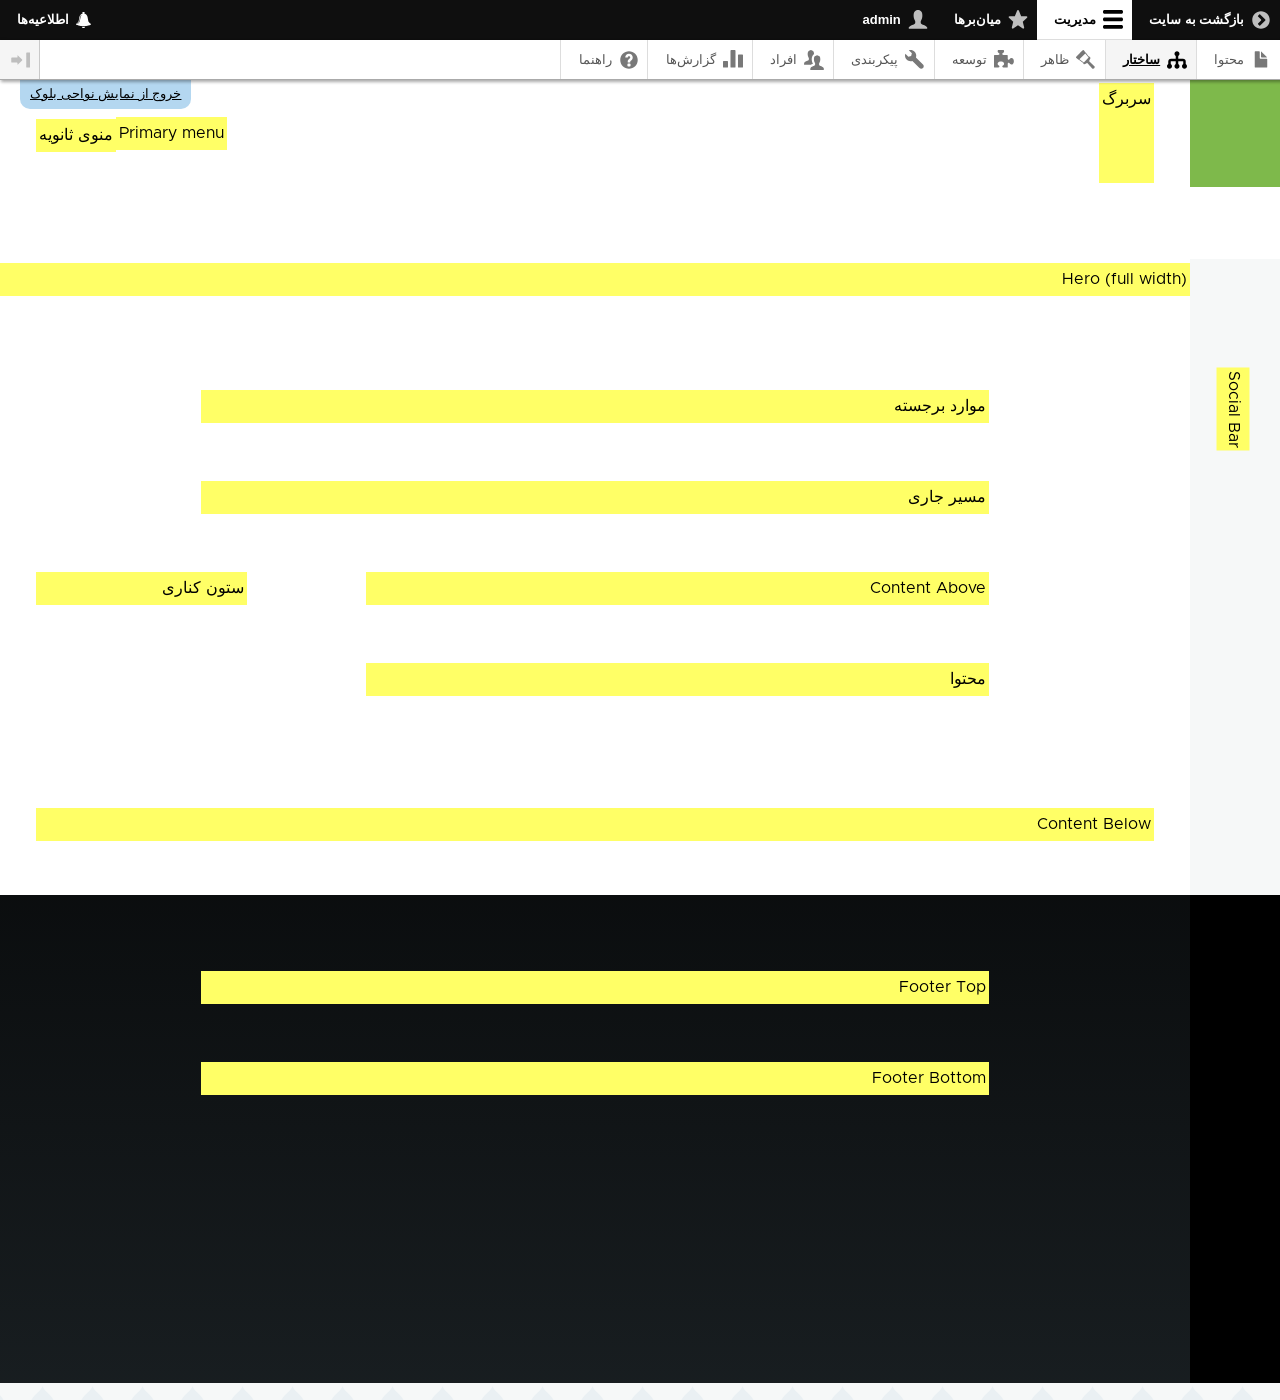 بازگشت به سایت
مدیریت
میان‌برها
admin
اطلاعیه‌ها
محتوا
ساختار
ظاهر
توسعه
پیکربندی
افراد
گزارش‌ها
راهنما
خروج از نمایش نواحی بلوک
سربرگ
Primary menu
منوی ثانویه
Hero (full width)
Social Bar
موارد برجسته
مسیر جاری
Content Above
ستون کناری
محتوا
Content Below
Footer Top
Footer Bottom